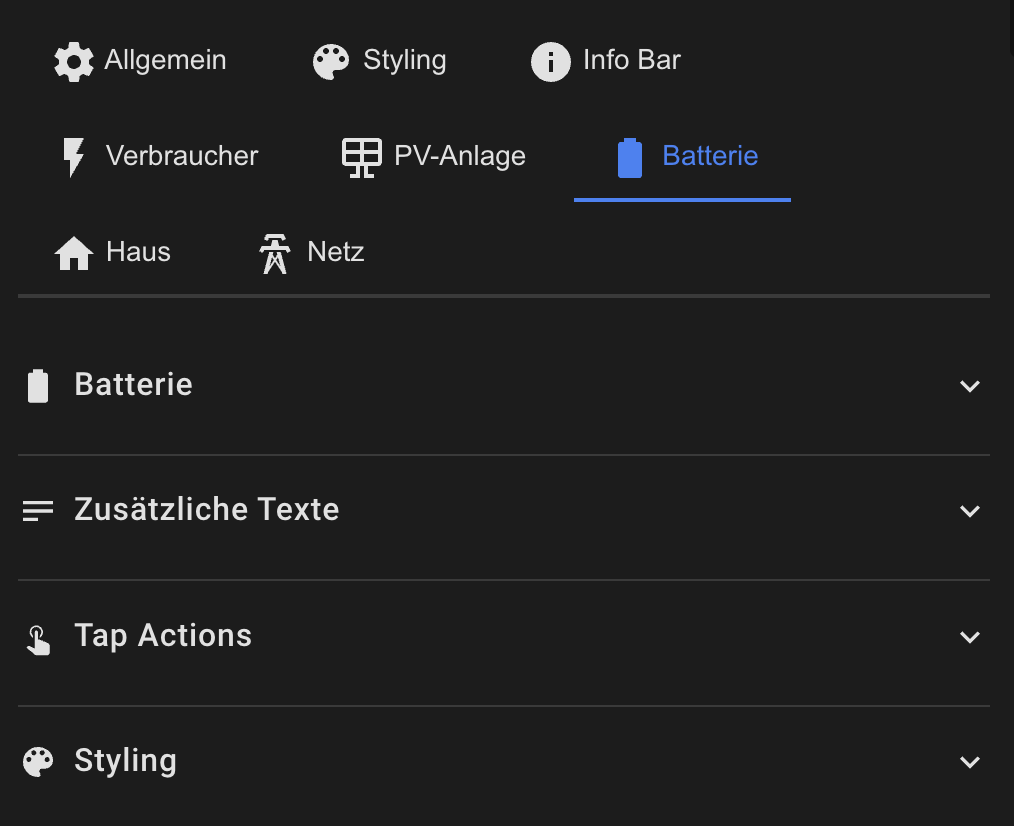 Allgemein Styling Info Bar
Verbraucher PV-Anlage Batterie
Haus Netz
Batterie
Zusätzliche Texte
Tap Actions
Styling